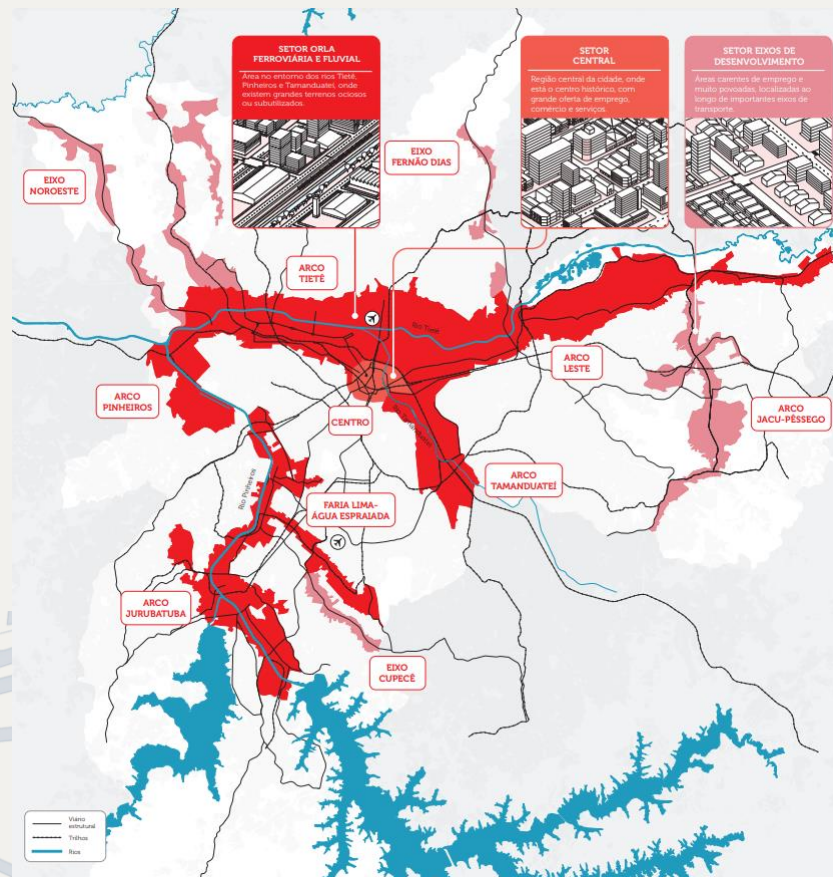 SETOR ORLA
FERROVIÁRIA E FLUVIAL
Área no entorno dos rios Tietê,
Pinheiros e Tamanduateí, onde
existem grandes terrenos ociosos
ou subutilizados.
SETOR
CENTRAL
Região central da cidade, onde
está o centro histórico, com
grande oferta de emprego,
comércio e serviços.
SETOR EIXOS DE
DESENVOLVIMENTO
Áreas carentes de emprego e
muito povoadas, localizadas ao
longo de importantes eixos de
transporte.
EIXO
NOROESTE
EIXO
FERNÃO DIAS
ARCO
TIETÊ
Rio Tietê
ARCO
LESTE
ARCO
PINHEIROS
CENTRO
ARCO
JACU-PÊSSEGO
ARCO
TAMANDUATEÍ
Rio Pinheiros
FARIA LIMA-
ÁGUA ESPRAIADA
ARCO
JURUBATUBA
EIXO
CUPECÊ
Viário
estrutural
Trilhos
Rios